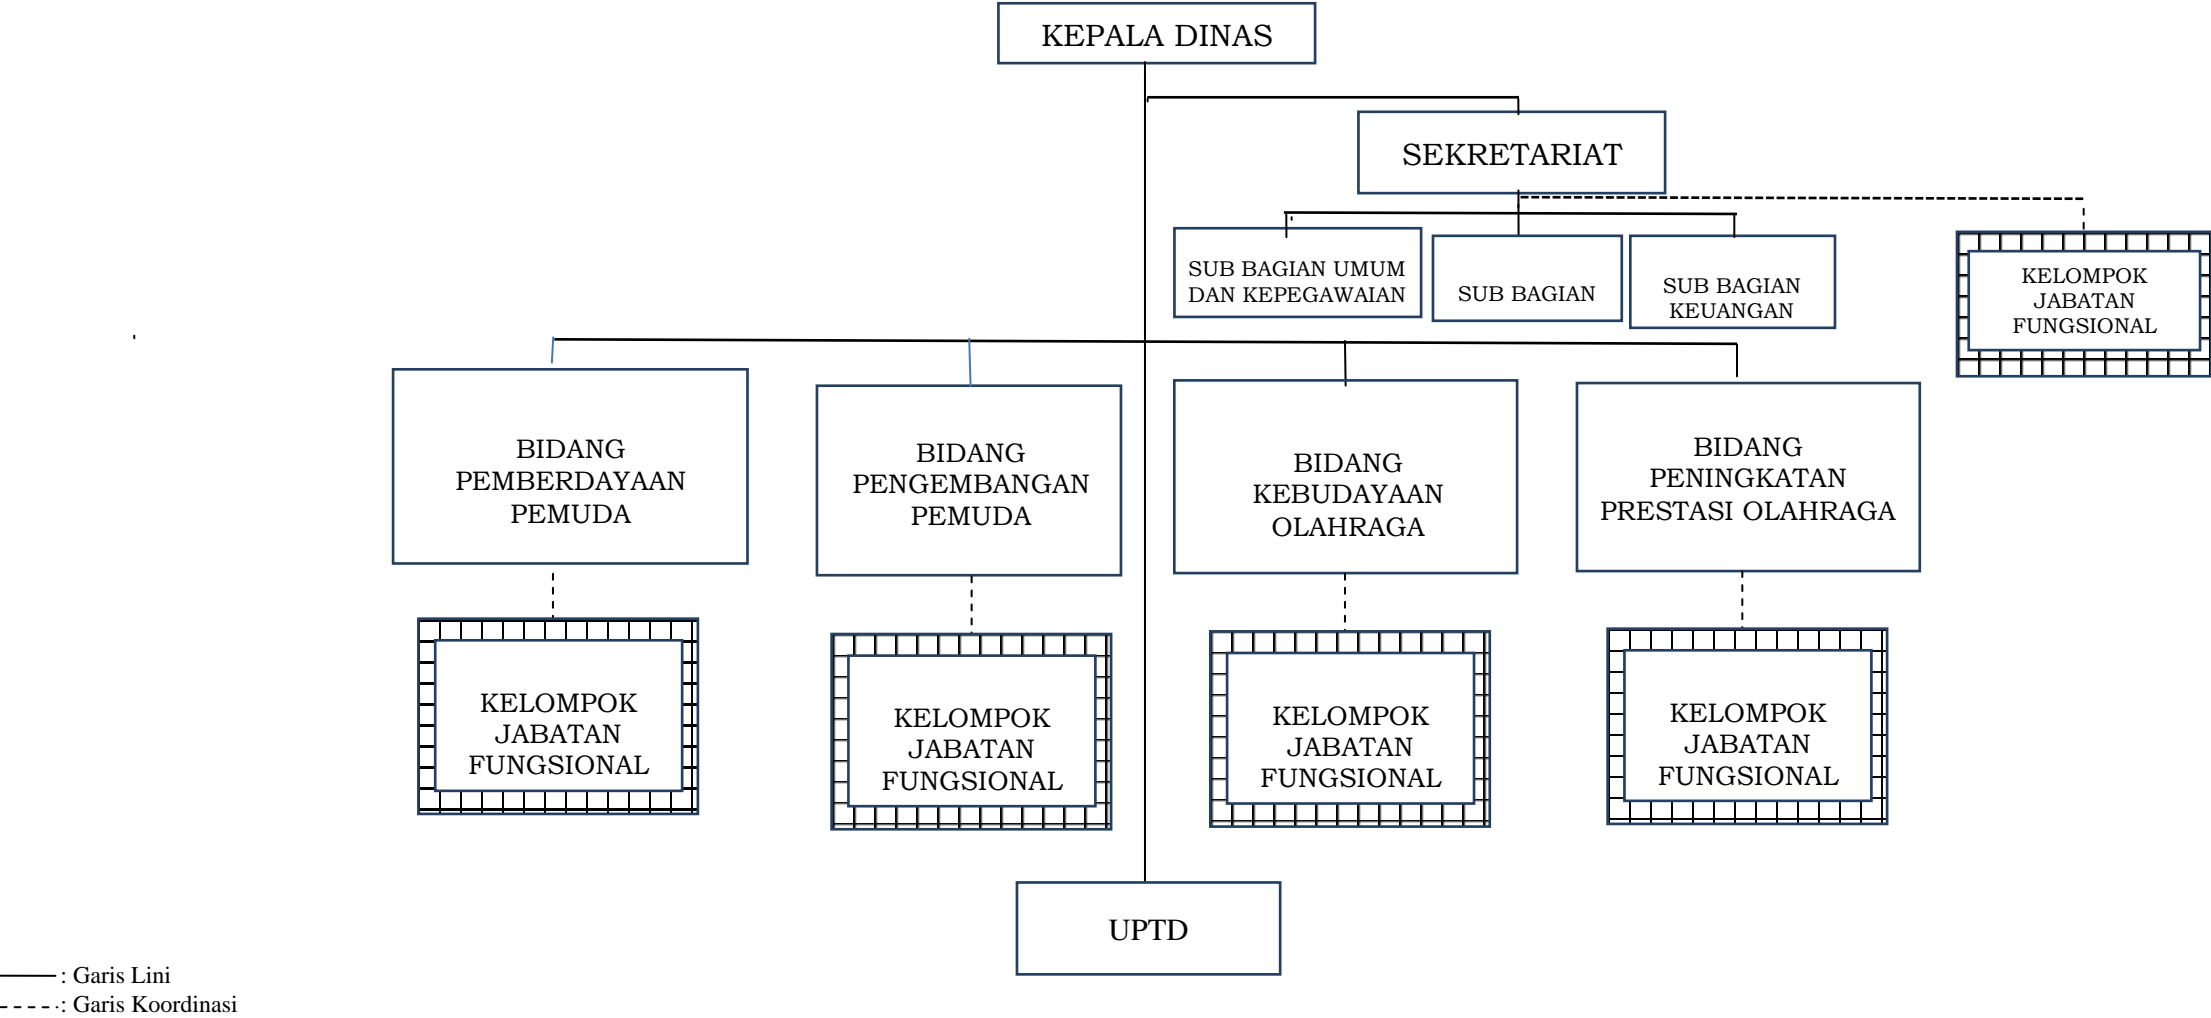 KEPALA DINAS
SEKRETARIAT
SUB BAGIAN UMUM
DAN KEPEGAWAIAN
SUB BAGIAN
SUB BAGIAN
KEUANGAN
KELOMPOK
JABATAN
FUNGSIONAL
BIDANG
PEMBERDAYAAN
PEMUDA
BIDANG
PENGEMBANGAN
PEMUDA
BIDANG
KEBUDAYAAN
OLAHRAGA
BIDANG
PENINGKATAN
PRESTASI OLAHRAGA
KELOMPOK
JABATAN
FUNGSIONAL
KELOMPOK
JABATAN
FUNGSIONAL
KELOMPOK
JABATAN
FUNGSIONAL
KELOMPOK
JABATAN
FUNGSIONAL
UPTD
: Garis Lini
: Garis Koordinasi